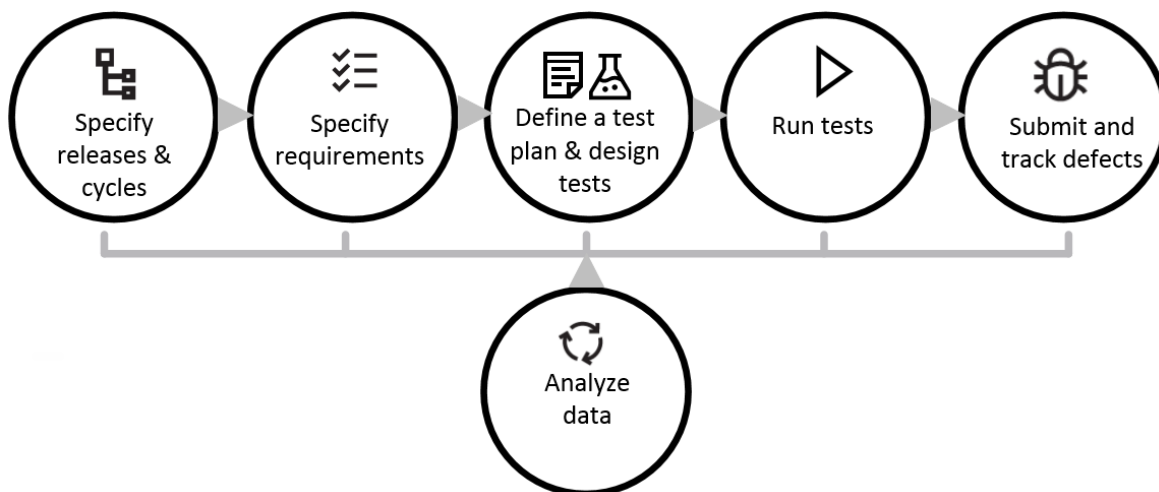 Specify
releases &
cycles
Specify
requirements
Define a test
plan & design
tests
Run tests
Submit and
track defects
Analyze
data